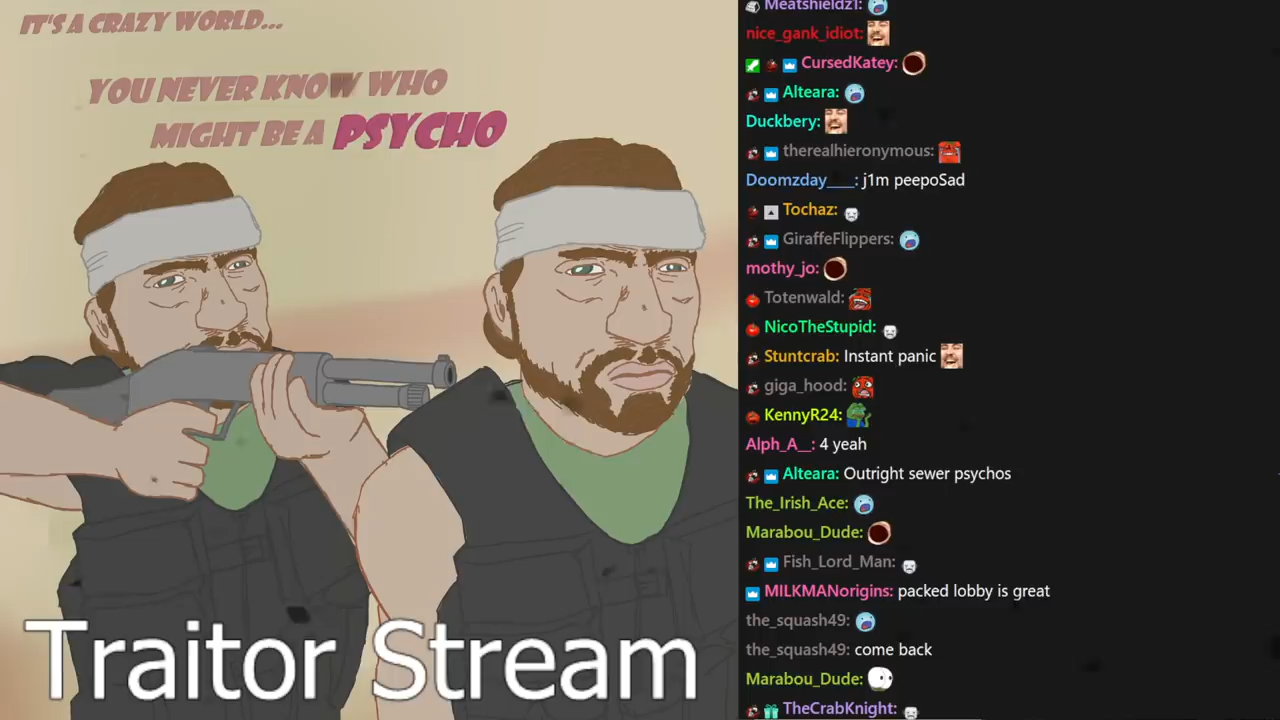 IT'S A CRAZY WORLD...
YOU NEVER KNOW WHO
MIGHT BE A PSYCHO
Traitor Stream
Meatshieldz1:
nice_gank_idiot:
CursedKatey:
Alteara:
Duckbery:
therealhieronymous:
Doomzday____: j1m peepoSad
Tochaz:
GiraffeFlippers:
mothy_jo:
Totenwald:
NicoTheStupid:
Stuntcrab: Instant panic
giga_hood:
KennyR24:
Alph_A__: 4 yeah
Alteara: Outright sewer psychos
The_Irish_Ace:
Marabou_Dude:
Fish_Lord_Man:
MILKMANorigins: packed lobby is great
the_squash49:
the_squash49: come back
Marabou_Dude:
TheCrabKnight: